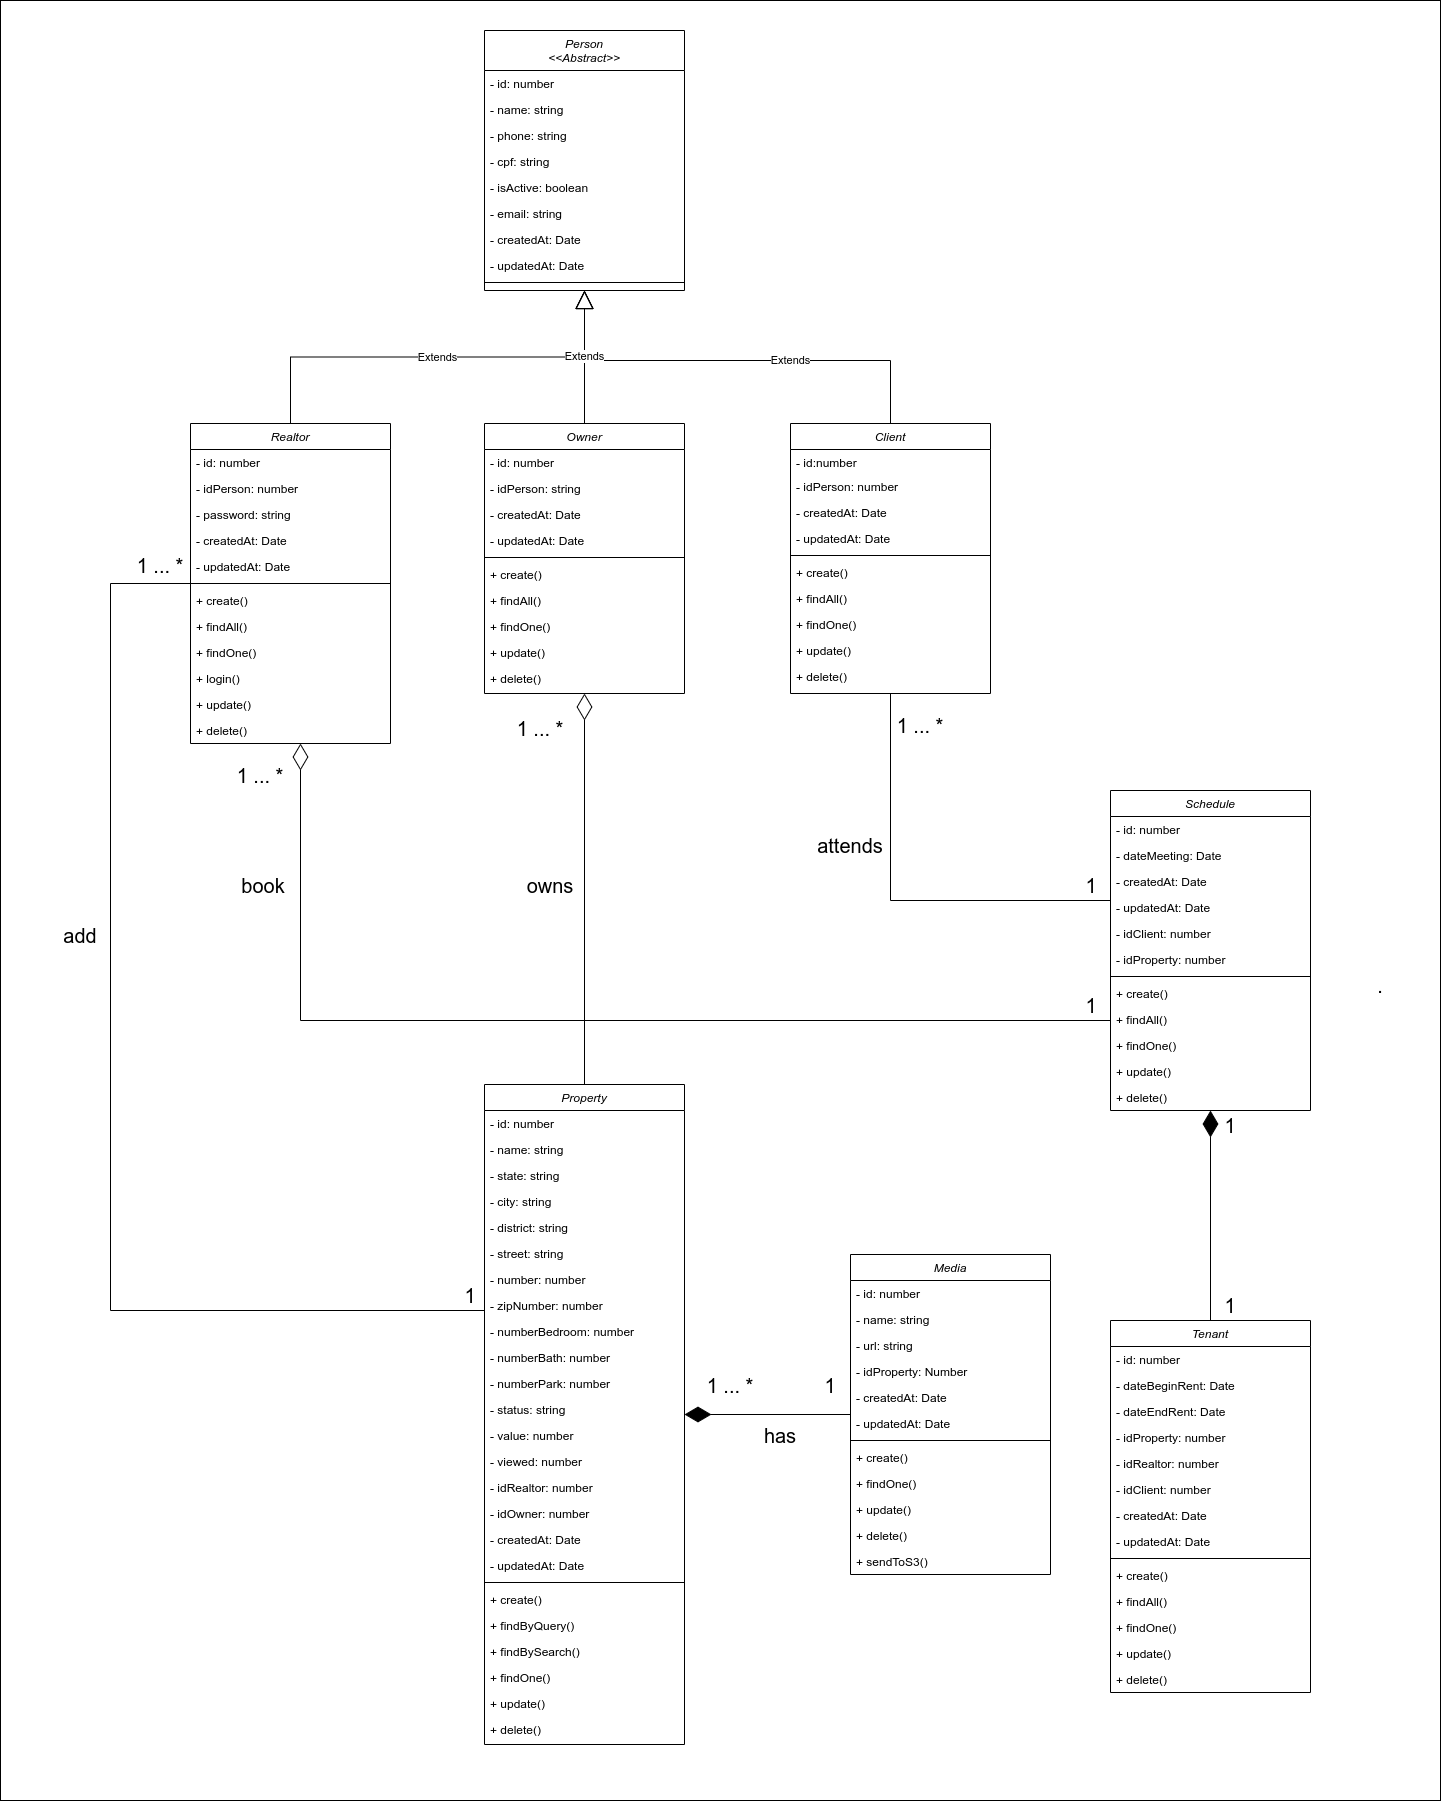 Person
<<Abstract>>
- id: number
- name: string
- phone: string
- cpf: string
- isActive: boolean
- email: string
- createdAt: Date
- updatedAt: Date
Extends
Extends
Extends
Realtor
- id: number
- idPerson: number
- password: string
- createdAt: Date
- updatedAt: Date
+ create()
+ findAll()
+ findOne()
+ login()
+ update()
+ delete()
Owner
- id: number
- idPerson: string
- createdAt: Date
- updatedAt: Date
+ create()
+ findAll()
+ findOne()
+ update()
+ delete()
Client
- id:number
- idPerson: number
- createdAt: Date
- updatedAt: Date
+ create()
+ findAll()
+ findOne()
+ update()
+ delete()
1 ... *
1 ... *
1 ... *
1 ... *
attends
book
owns
add
1
1
Schedule
- id: number
- dateMeeting: Date
- createdAt: Date
- updatedAt: Date
- idClient: number
- idProperty: number
+ create()
+ findAll()
+ findOne()
+ update()
+ delete()
.
1
1
Property
- id: number
- name: string
- state: string
- city: string
- district: string
- street: string
- number: number
- zipNumber: number
- numberBedroom: number
- numberBath: number
- numberPark: number
- status: string
- value: number
- viewed: number
- idRealtor: number
- idOwner: number
- createdAt: Date
- updatedAt: Date
+ create()
+ findByQuery()
+ findBySearch()
+ findOne()
+ update()
+ delete()
1
1 ... *
1
has
Media
- id: number
- name: string
- url: string
- idProperty: Number
- createdAt: Date
- updatedAt: Date
+ create()
+ findOne()
+ update()
+ delete()
+ sendToS3()
Tenant
- id: number
- dateBeginRent: Date
- dateEndRent: Date
- idProperty: number
- idRealtor: number
- idClient: number
- createdAt: Date
- updatedAt: Date
+ create()
+ findAll()
+ findOne()
+ update()
+ delete()